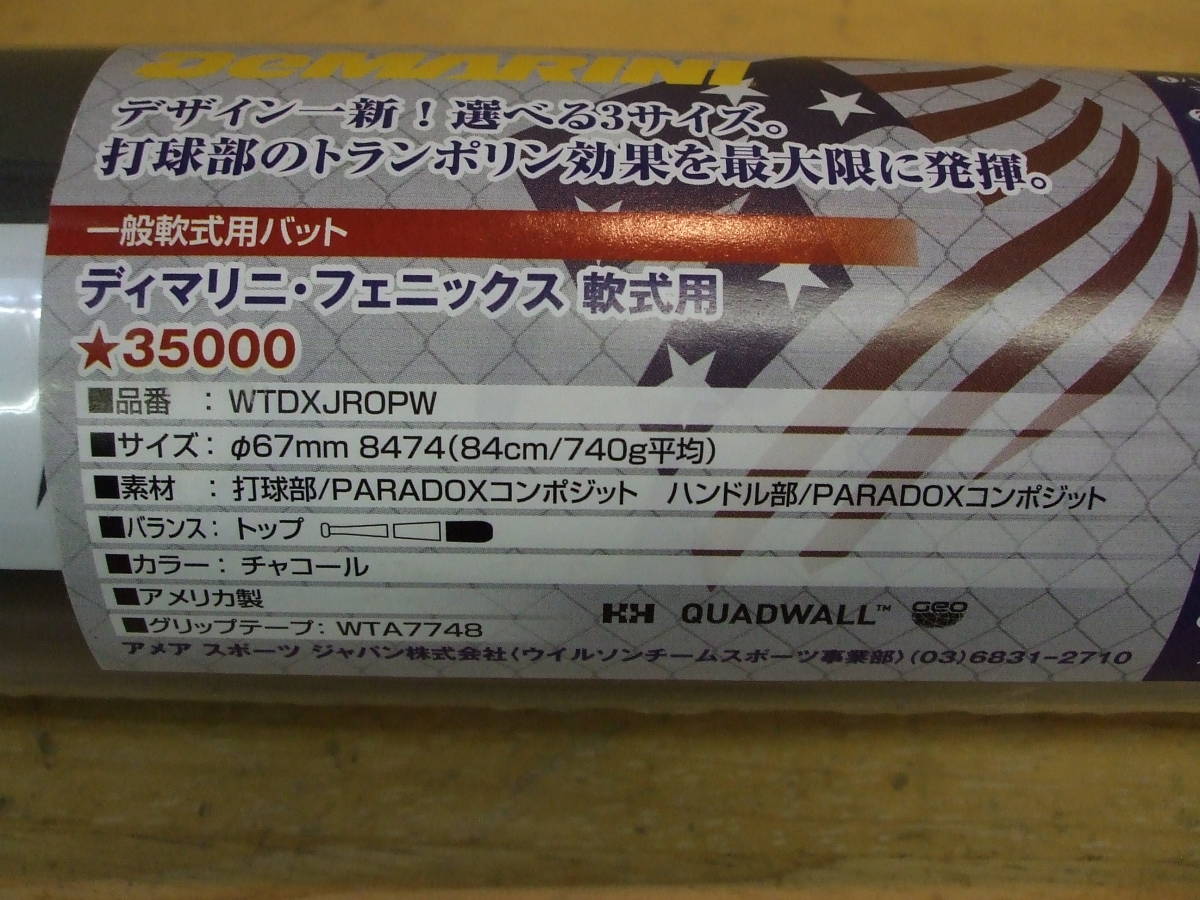 DeMARINI
デザイン一新!選べる3サイズ。
打球部のトランポリン効果を最大限に発揮。
一般軟式用バット
ディマリニ・フェニックス 軟式用
★35000
■品番 : WTDXJROPW
■サイズ: φ67mm 8474(84cm/740g平均)
■素材 : 打球部/PARADOXコンポジット ハンドル部/PARADOXコンポジット
■バランス: トップ
■カラー: チャコール
■アメリカ製
■グリップテープ: WTA7748
QUADWALL™ GEO
アメア スポーツ ジャパン株式会社〈ウイルソンチームスポーツ事業部〉(03)6831-2710